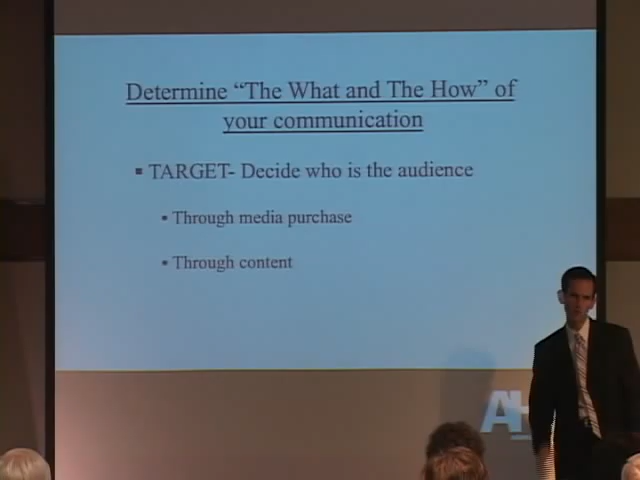 Determine “The What and The How” of
your communication
▪ TARGET- Decide who is the audience
▪ Through media purchase
▪ Through content